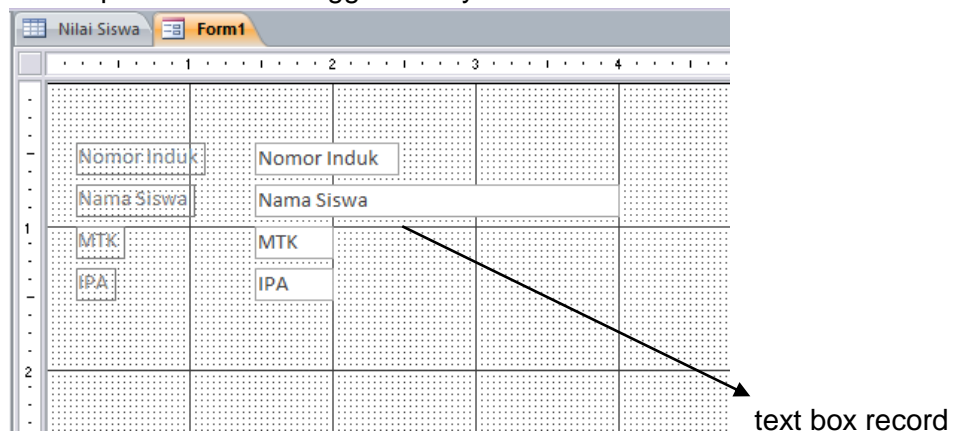 Nilai Siswa Form1
1 2 3 4
Nomor Induk Nomor Induk
Nama Siswa Nama Siswa
1
MTK MTK
IPA IPA
2
text box record